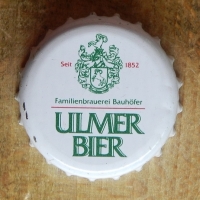 Seit 1852
Familienbrauerei Bauhöfer
ULMER
BIER